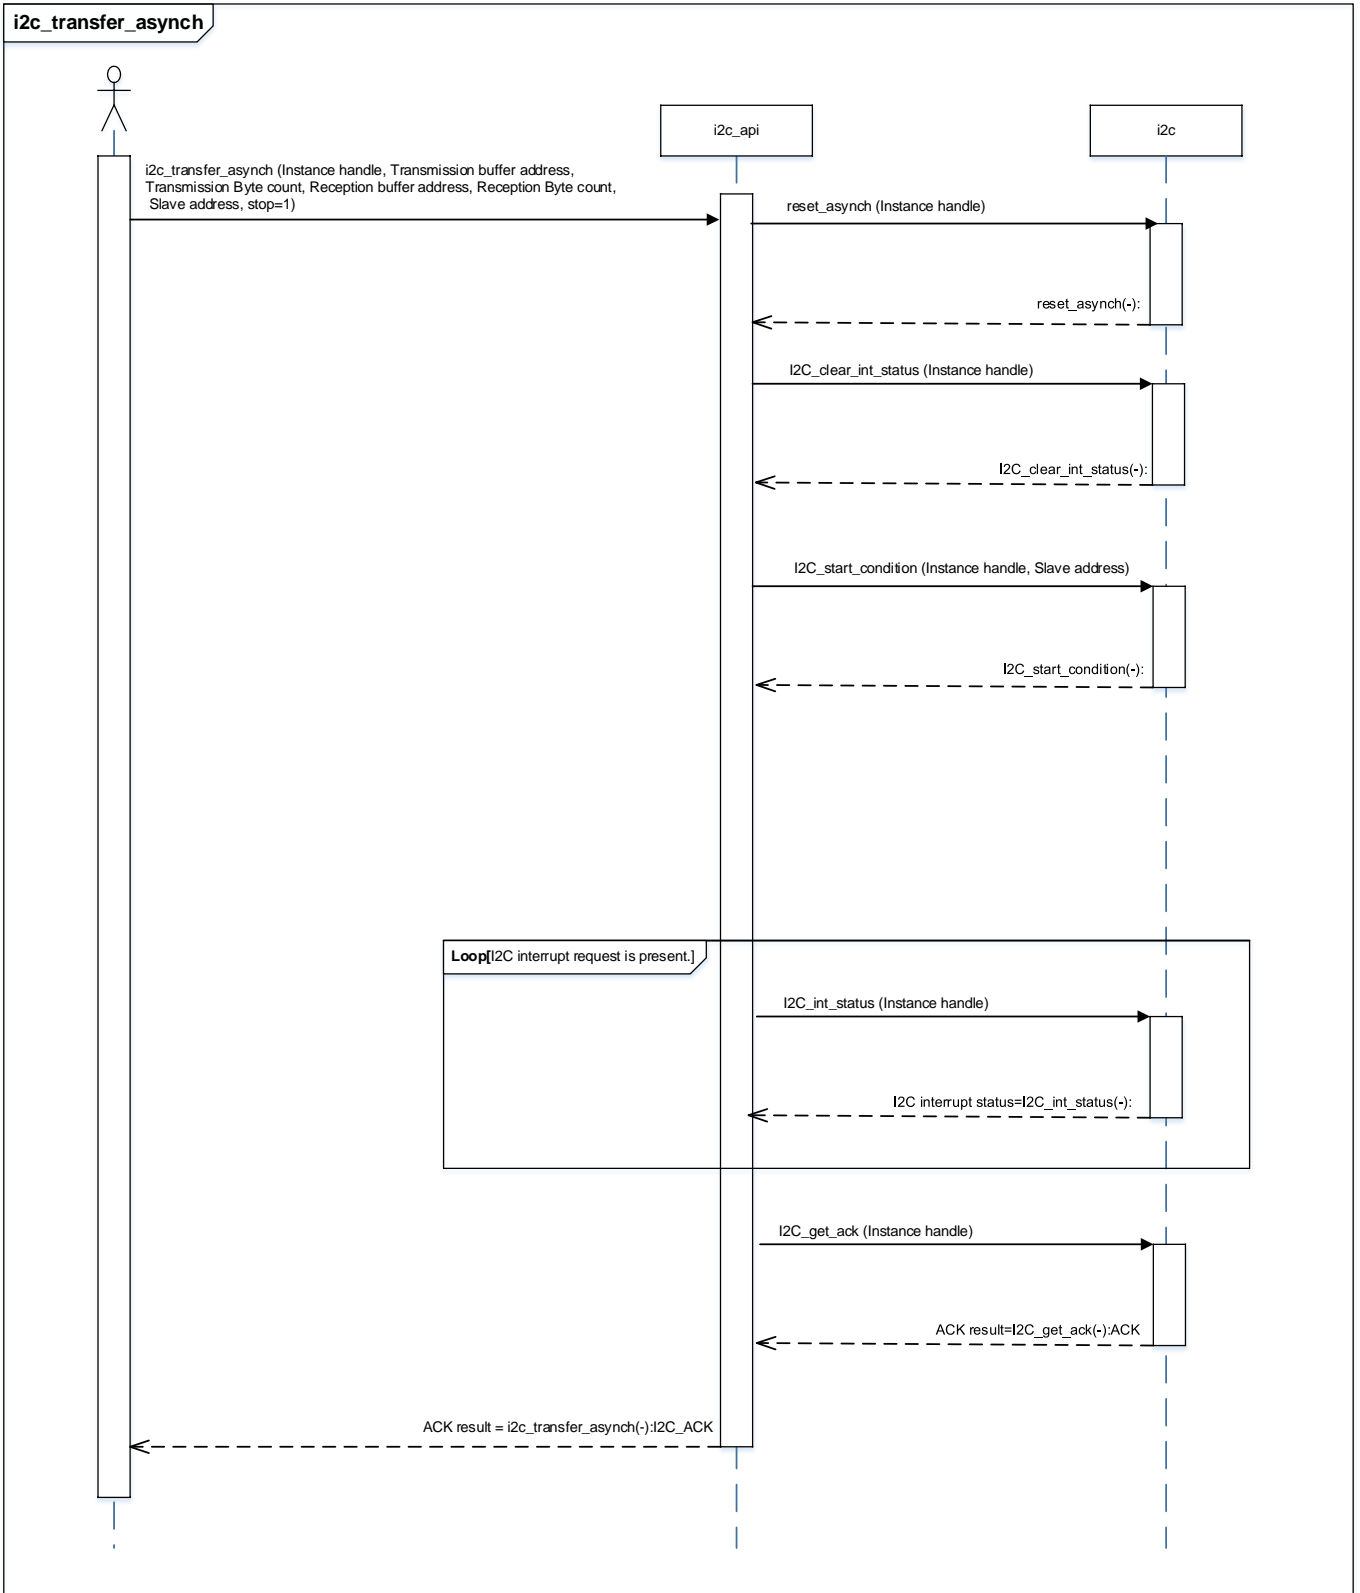 i2c_transfer_asynch
i2c_api
i2c
i2c_transfer_asynch (Instance handle, Transmission buffer address,
Transmission Byte count, Reception buffer address, Reception Byte count,
Slave address, stop=1)
reset_asynch (Instance handle)
reset_asynch(-):
I2C_clear_int_status (Instance handle)
I2C_clear_int_status(-):
I2C_start_condition (Instance handle, Slave address)
I2C_start_condition(-):
Loop[I2C interrupt request is present.]
I2C_int_status (Instance handle)
I2C interrupt status=I2C_int_status(-):
I2C_get_ack (Instance handle)
ACK result=I2C_get_ack(-):ACK
ACK result = i2c_transfer_asynch(-):I2C_ACK